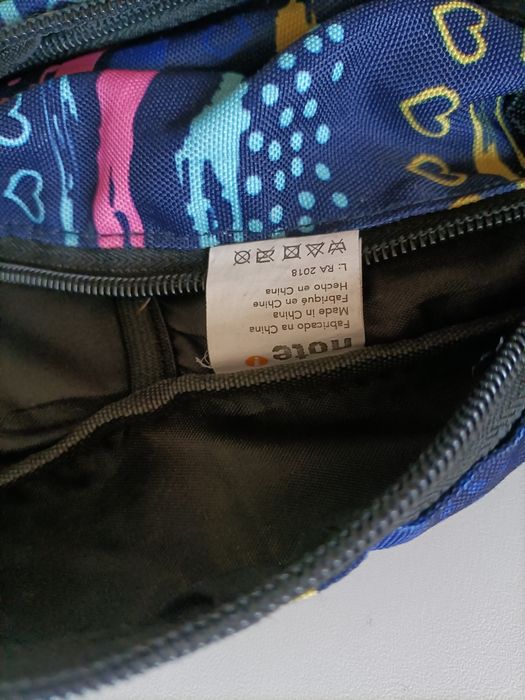 note!
Fabricado na China
Made in China
Fabriqué en Chine
Hecho en China
L: RA 2018